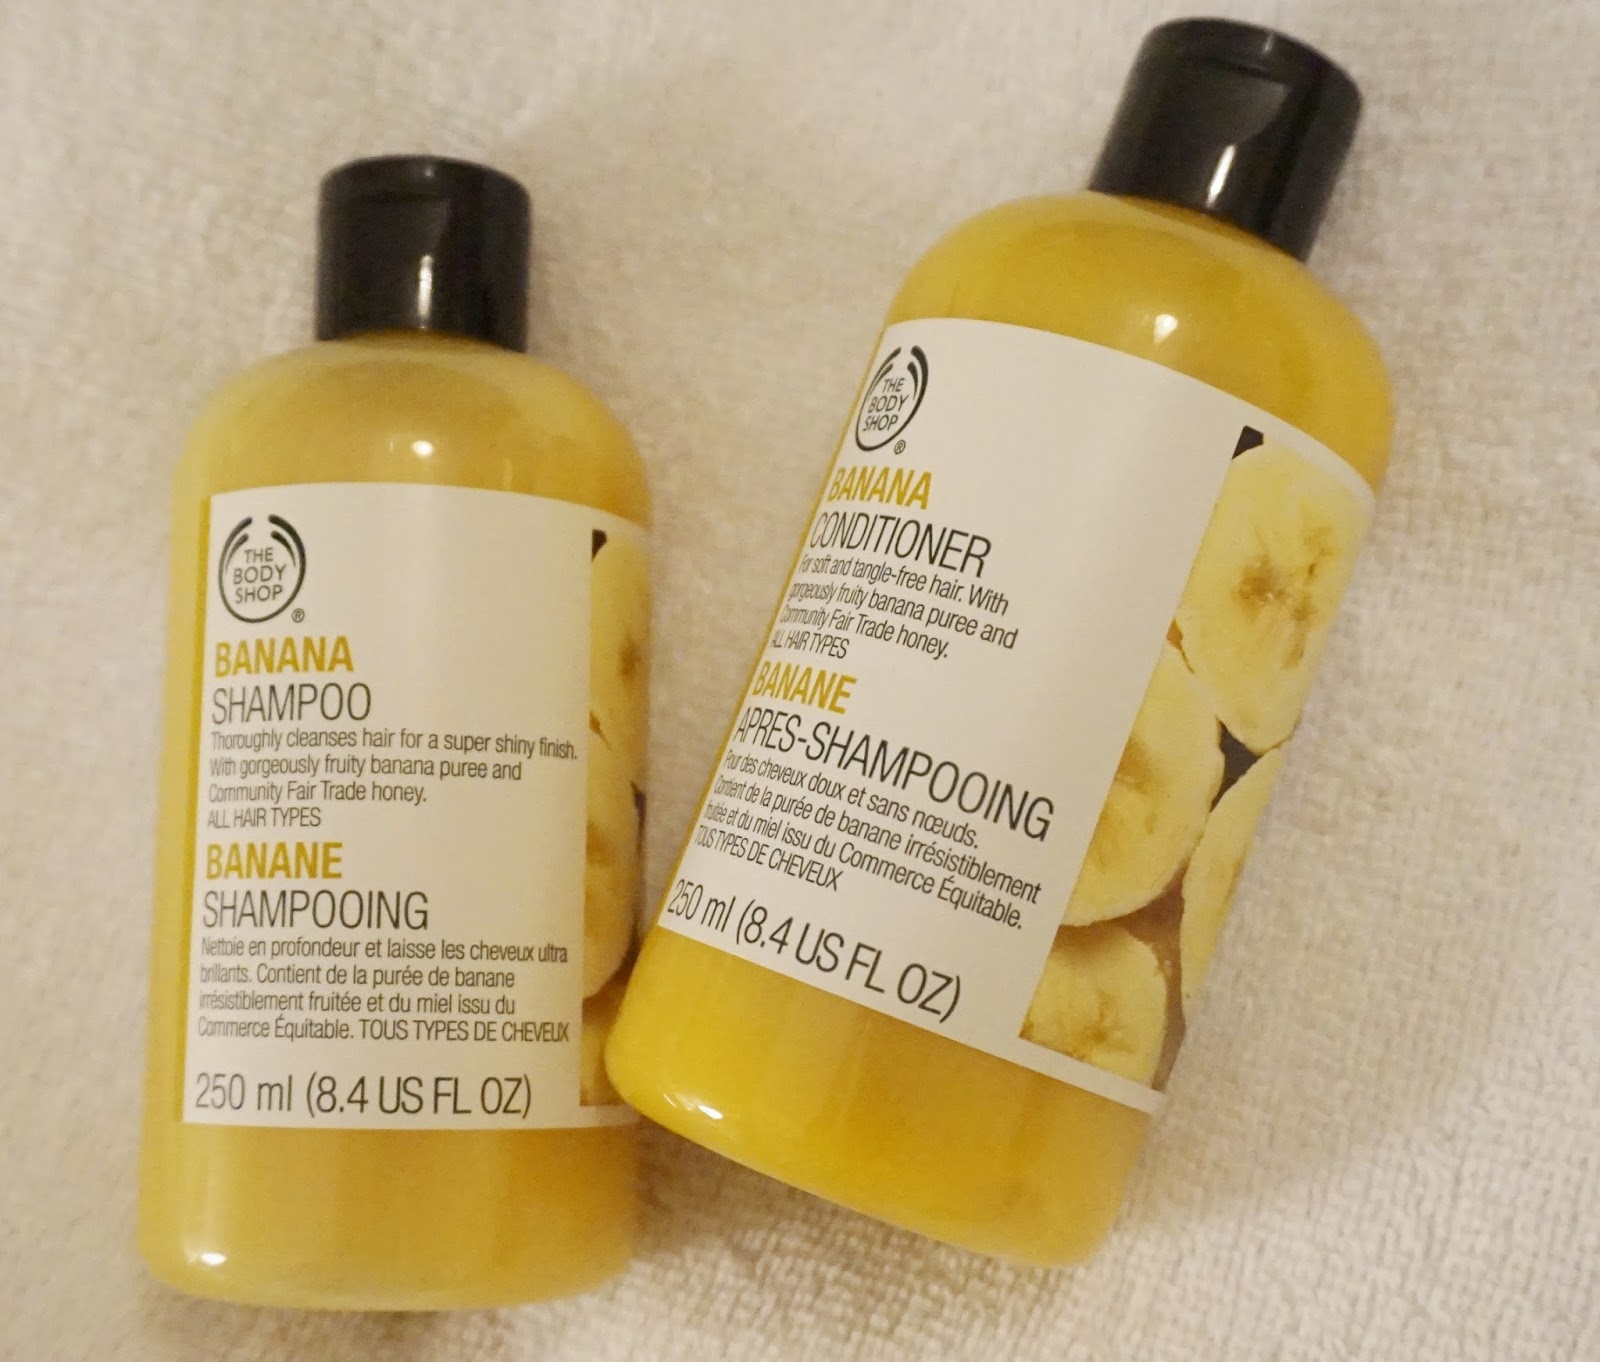 THE
BODY
SHOP
®
BANANA
SHAMPOO
Thoroughly cleanses hair for a super shiny finish.
With gorgeously fruity banana puree and
Community Fair Trade honey.
ALL HAIR TYPES
BANANE
SHAMPOOING
Nettoie en profondeur et laisse les cheveux ultra
brillants. Contient de la purée de banane
irrésistiblement fruitée et du miel issu du
Commerce Équitable. TOUS TYPES DE CHEVEUX
250 ml (8.4 US FL OZ)
THE
BODY
SHOP
®
BANANA
CONDITIONER
For soft and tangle-free hair. With
gorgeously fruity banana puree and
Community Fair Trade honey.
ALL HAIR TYPES
BANANE
APRES-SHAMPOOING
Pour des cheveux doux et sans nœuds.
Contient de la purée de banane irrésistiblement
fruitée et du miel issu du Commerce Équitable.
TOUS TYPES DE CHEVEUX
250 ml (8.4 US FL OZ)